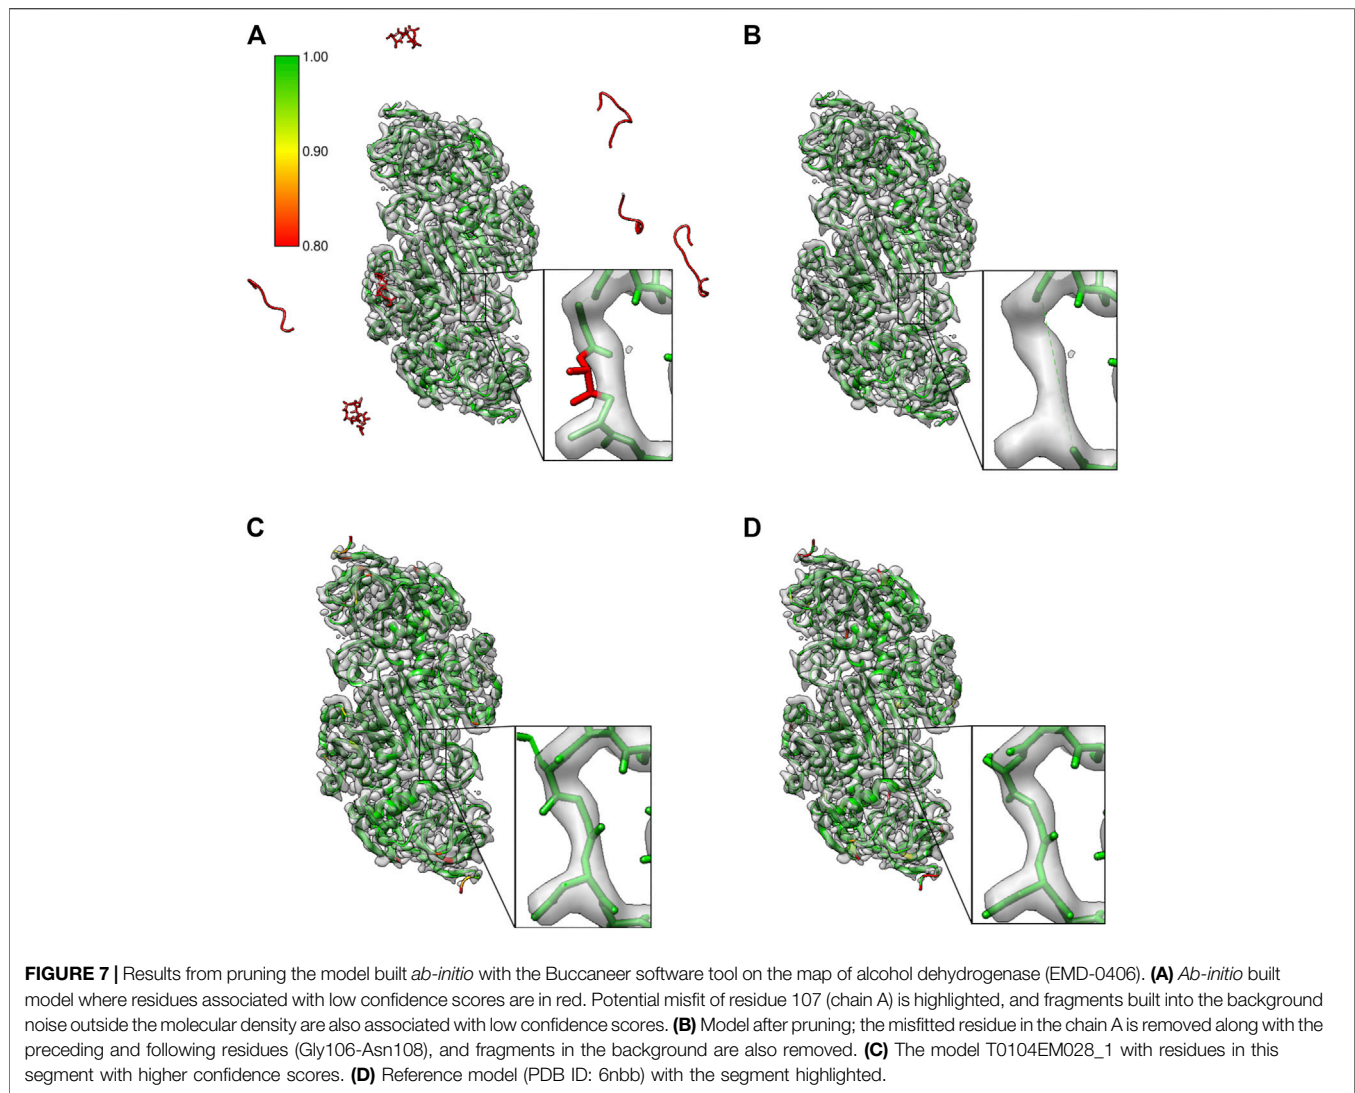 A
1.00
0.90
0.80
B
C
D
FIGURE 7 | Results from pruning the model built ab-initio with the Buccaneer software tool on the map of alcohol dehydrogenase (EMD-0406). (A) Ab-initio built
model where residues associated with low confidence scores are in red. Potential misfit of residue 107 (chain A) is highlighted, and fragments built into the background
noise outside the molecular density are also associated with low confidence scores. (B) Model after pruning; the misfitted residue in the chain A is removed along with the
preceding and following residues (Gly106-Asn108), and fragments in the background are also removed. (C) The model T0104EM028_1 with residues in this
segment with higher confidence scores. (D) Reference model (PDB ID: 6nbb) with the segment highlighted.